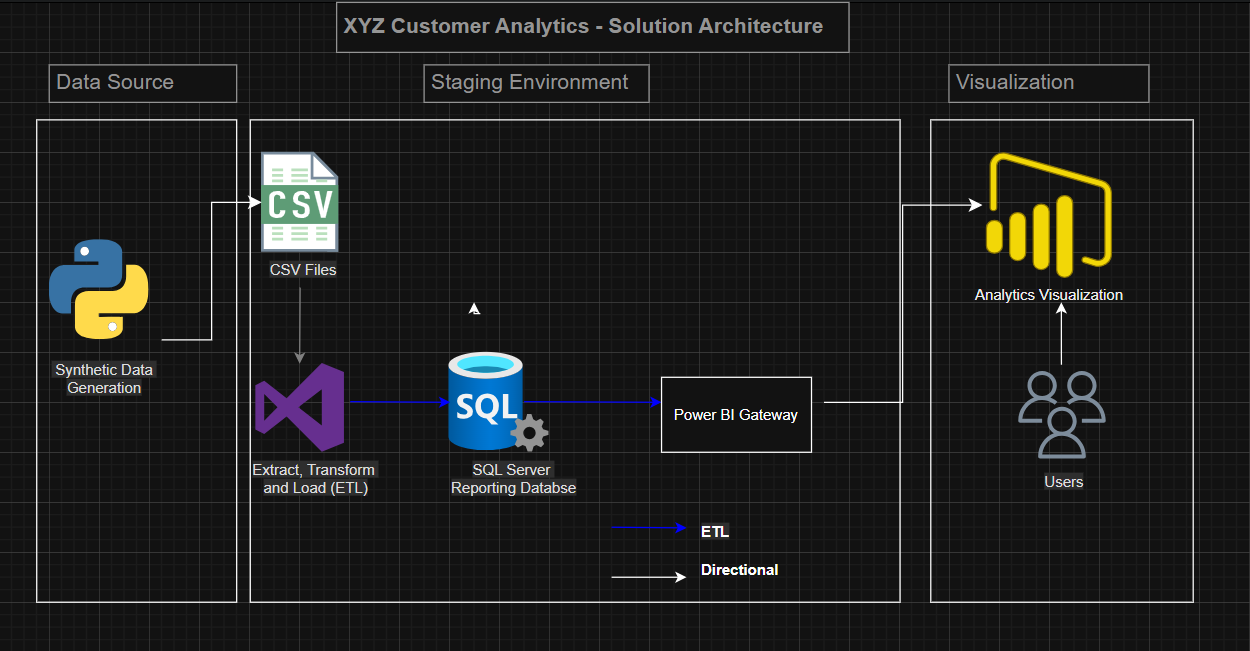 XYZ Customer Analytics - Solution Architecture
Data Source
Staging Environment
Visualization
CSV
CSV Files
Synthetic Data
Generation
Extract, Transform
and Load (ETL)
SQL
SQL Server
Reporting Databse
Power BI Gateway
Analytics Visualization
Users
ETL
Directional